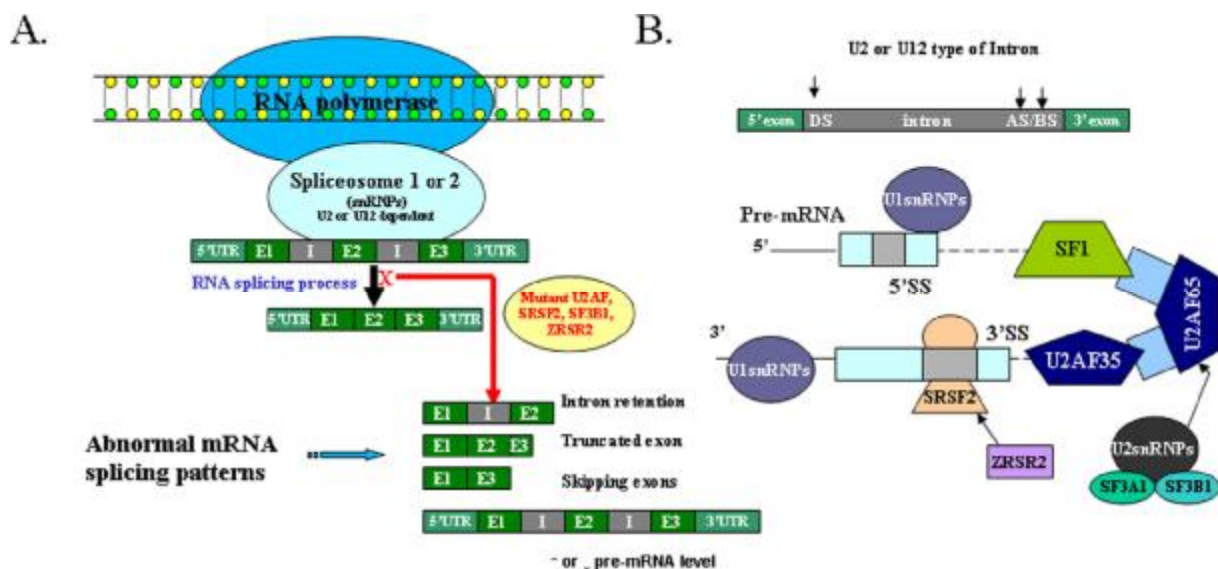 A.
RNA polymerase
Spliceosome 1 or 2
(snRNPs)
U2 or U12 dependent
5'UTR E1 I E2 I E3 3'UTR
RNA splicing process
X
5'UTR E1 E2 E3 3'UTR
Mutant U2AF,
SRSF2, SF3B1,
ZRSR2
Abnormal mRNA
splicing patterns
E1 I E2
Intron retention
E1 E2 E3
Truncated exon
E1 E3
Skipping exons
5'UTR E1 I E2 I E3 3'UTR
or pre-mRNA level
B.
U2 or U12 type of Intron
5'exon DS intron AS/BS 3'exon
U1snRNPs
Pre-mRNA
5'
5'SS
SF1
U2AF65
3'
U1snRNPs
3'SS
SRSF2
U2AF35
ZRSR2
U2snRNPs
SF3A1 SF3B1